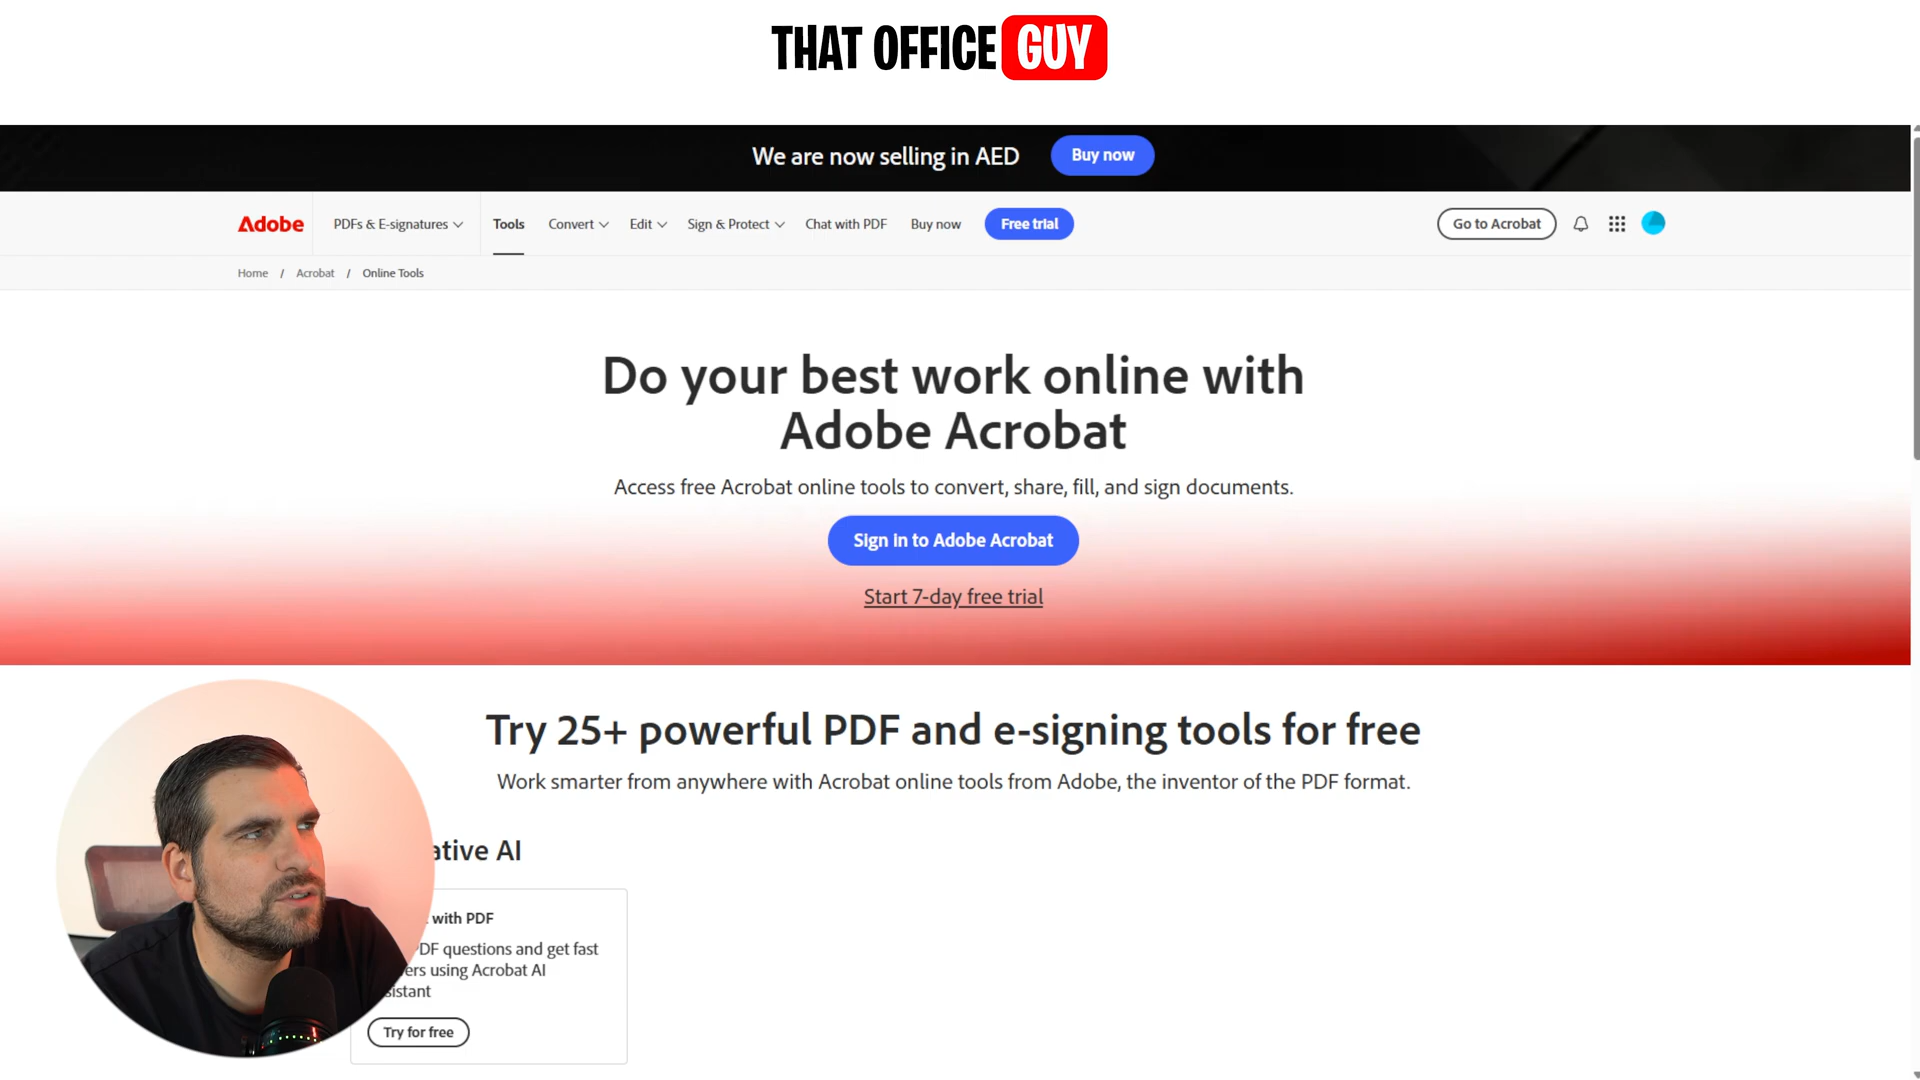 THAT OFFICE GUY
We are now selling in AED Buy now
Adobe PDFs & E-signatures Tools Convert Edit Sign & Protect Chat with PDF Buy now Free trial Go to Acrobat
Home / Acrobat / Online Tools
Do your best work online with
Adobe Acrobat
Access free Acrobat online tools to convert, share, fill, and sign documents.
Sign in to Adobe Acrobat
Start 7-day free trial
Try 25+ powerful PDF and e-signing tools for free
Work smarter from anywhere with Acrobat online tools from Adobe, the inventor of the PDF format.
ative AI
with PDF
DF questions and get fast
ers using Acrobat AI
istant
Try for free